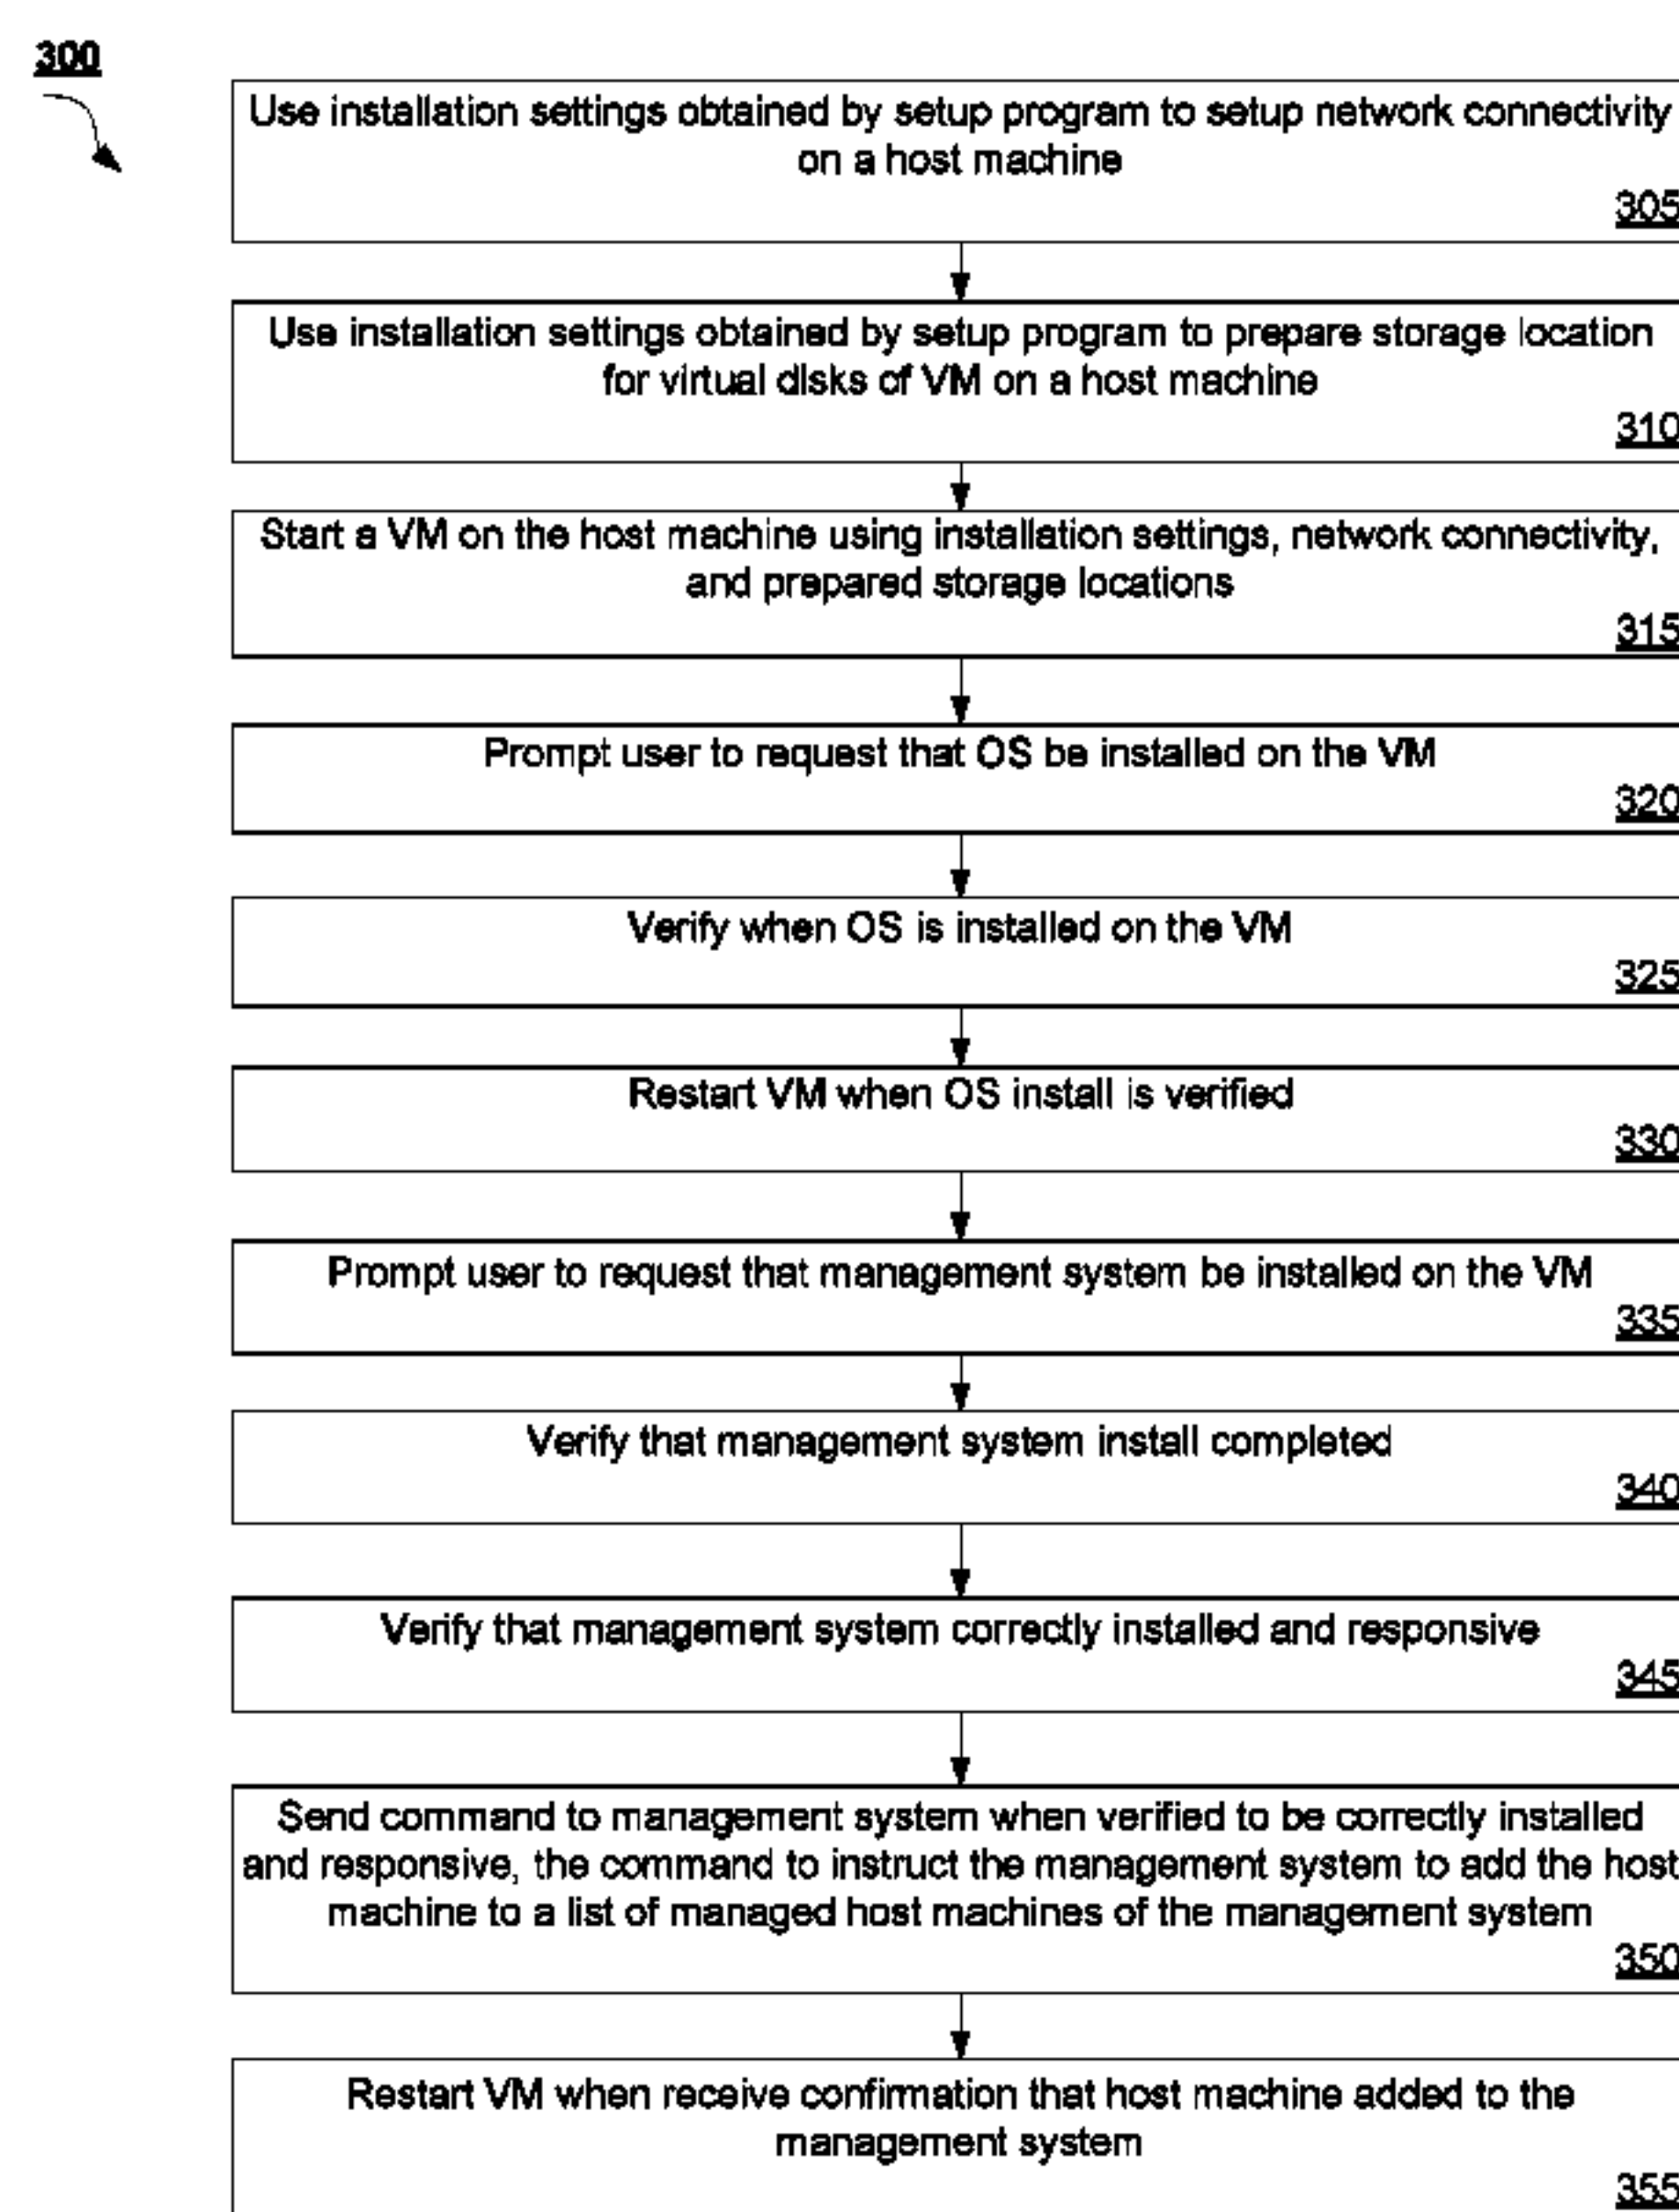 300
Use installation settings obtained by setup program to setup network connectivity
on a host machine
305
Use installation settings obtained by setup program to prepare storage location
for virtual disks of VM on a host machine
310
Start a VM on the host machine using installation settings, network connectivity,
and prepared storage locations
315
Prompt user to request that OS be installed on the VM
320
Verify when OS is installed on the VM
325
Restart VM when OS install is verified
330
Prompt user to request that management system be installed on the VM
335
Verify that management system install completed
340
Verify that management system correctly installed and responsive
345
Send command to management system when verified to be correctly installed
and responsive, the command to instruct the management system to add the host
machine to a list of managed host machines of the management system
350
Restart VM when receive confirmation that host machine added to the
management system
355